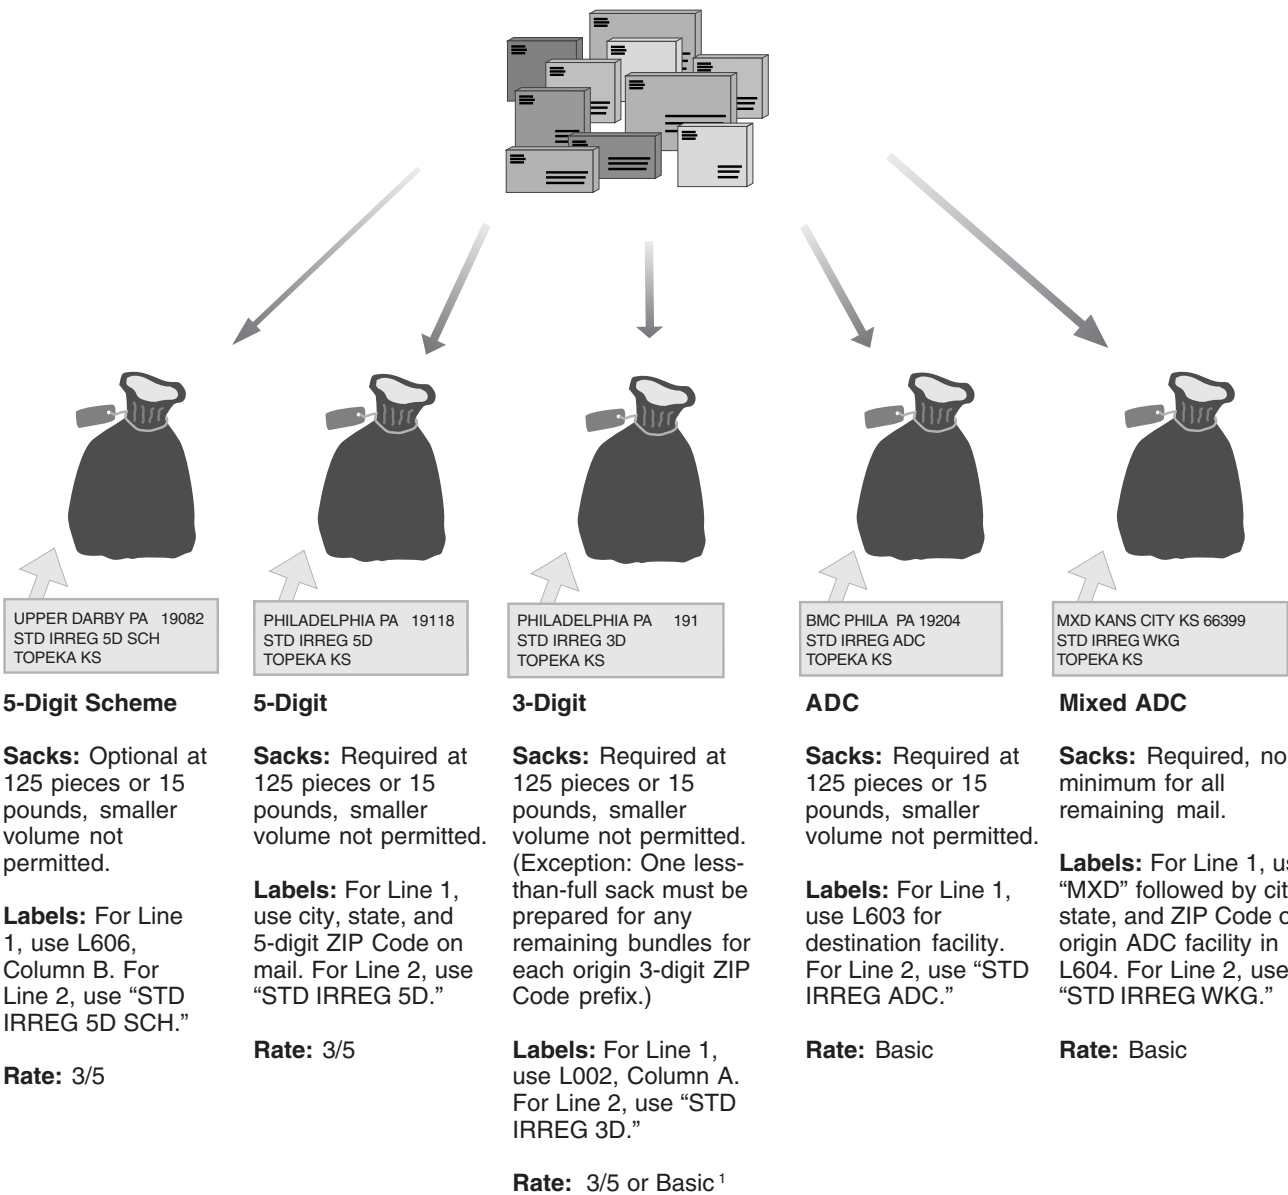 UPPER DARBY PA 19082
STD IRREG 5D SCH
TOPEKA KS
5-Digit Scheme
Sacks: Optional at
125 pieces or 15
pounds, smaller
volume not
permitted.
Labels: For Line
1, use L606,
Column B. For
Line 2, use “STD
IRREG 5D SCH.”
Rate: 3/5
PHILADELPHIA PA 19118
STD IRREG 5D
TOPEKA KS
5-Digit
Sacks: Required at
125 pieces or 15
pounds, smaller
volume not permitted.
Labels: For Line 1,
use city, state, and
5-digit ZIP Code on
mail. For Line 2, use
“STD IRREG 5D.”
Rate: 3/5
PHILADELPHIA PA 191
STD IRREG 3D
TOPEKA KS
3-Digit
Sacks: Required at
125 pieces or 15
pounds, smaller
volume not permitted.
(Exception: One less-
than-full sack must be
prepared for any
remaining bundles for
each origin 3-digit ZIP
Code prefix.)
Labels: For Line 1,
use L002, Column A.
For Line 2, use “STD
IRREG 3D.”
Rate: 3/5 or Basic 1
BMC PHILA PA 19204
STD IRREG ADC
TOPEKA KS
ADC
Sacks: Required at
125 pieces or 15
pounds, smaller
volume not permitted.
Labels: For Line 1,
use L603 for
destination facility.
For Line 2, use “STD
IRREG ADC.”
Rate: Basic
MXD KANS CITY KS 66399
STD IRREG WKG
TOPEKA KS
Mixed ADC
Sacks: Required, no
minimum for all
remaining mail.
Labels: For Line 1,
“MXD” followed by
state, and ZIP Code
origin ADC facility in
L604. For Line 2, use
“STD IRREG WKG.”
Rate: Basic